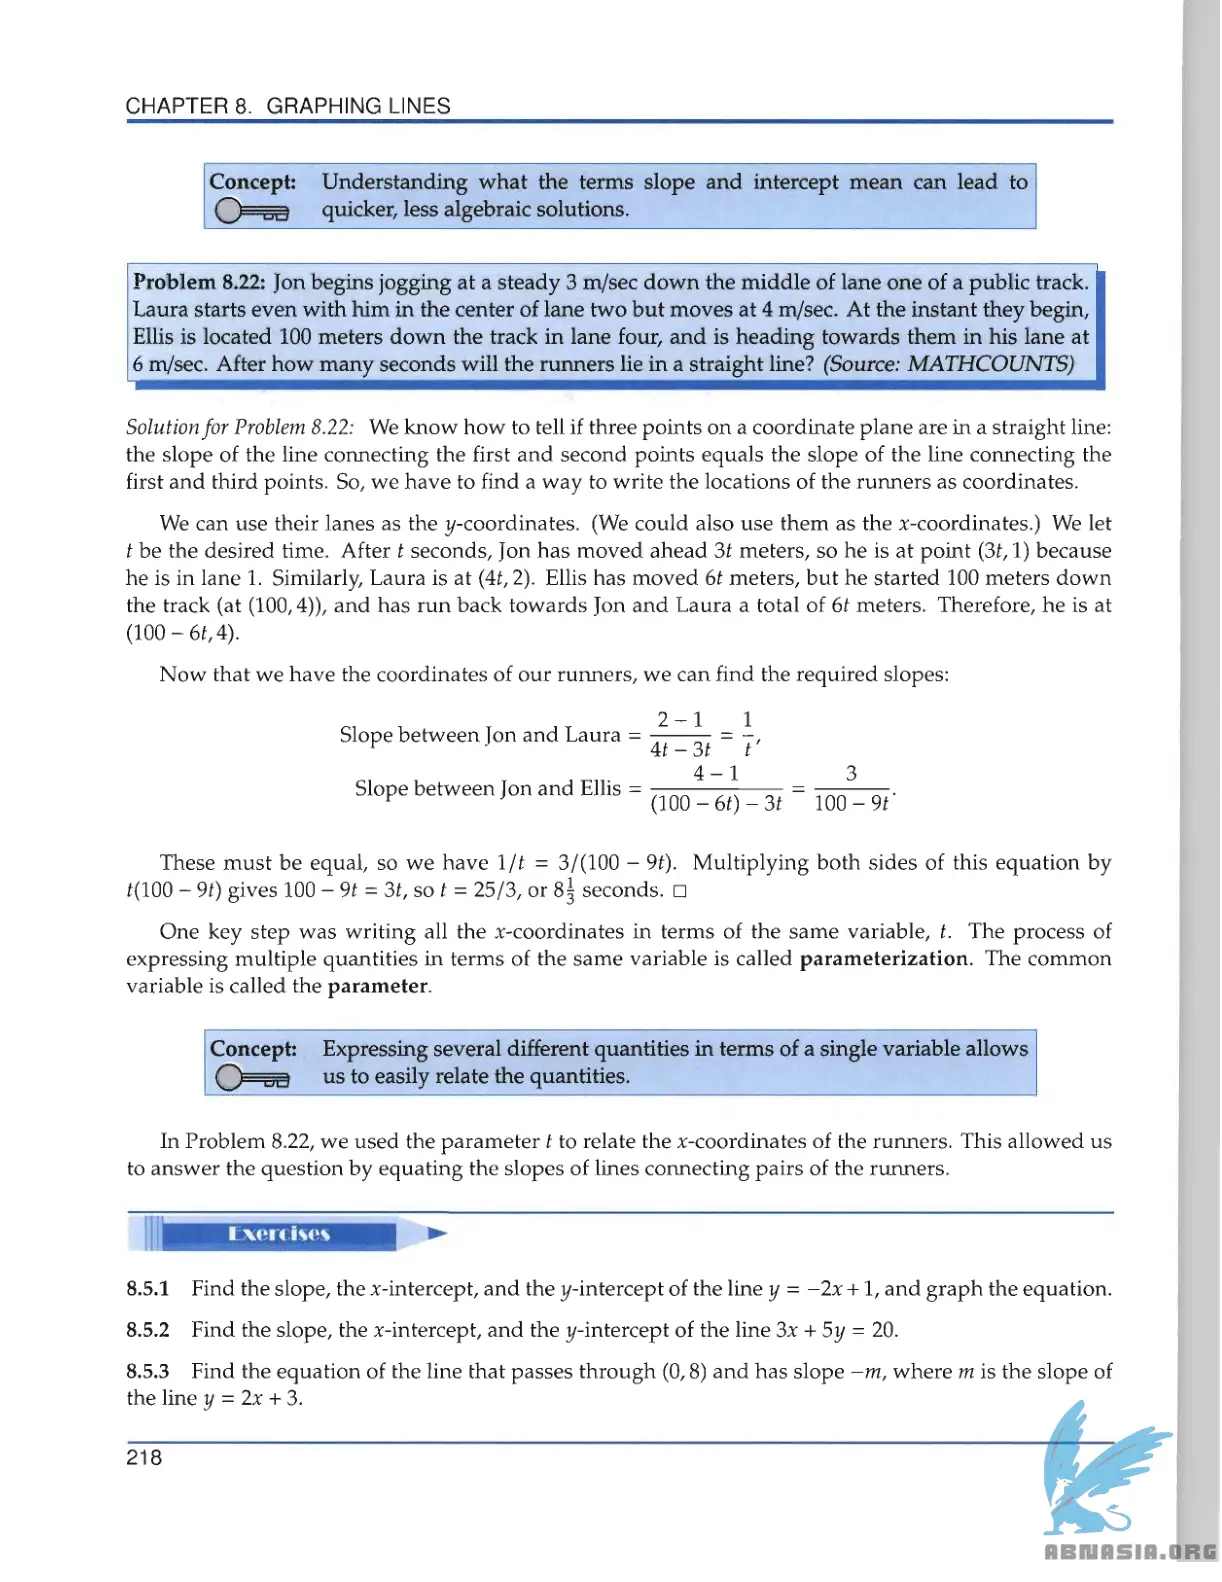 CHAPTER 8. GRAPHING LINES
Concept: Understanding what the terms slope and intercept mean can lead to
quicker, less algebraic solutions.
Problem 8.22: Jon begins jogging at a steady 3 m/sec down the middle of lane one of a public track.
Laura starts even with him in the center of lane two but moves at 4 m/sec. At the instant they begin,
Ellis is located 100 meters down the track in lane four, and is heading towards them in his lane at
6 m/sec. After how many seconds will the runners lie in a straight line? (Source: MATHCOUNTS)
Solution for Problem 8.22: We know how to tell if three points on a coordinate plane are in a straight line:
the slope of the line connecting the first and second points equals the slope of the line connecting the
first and third points. So, we have to find a way to write the locations of the runners as coordinates.
We can use their lanes as the y-coordinates. (We could also use them as the x-coordinates.) We let
t be the desired time. After t seconds, Jon has moved ahead 3t meters, so he is at point (3t, 1) because
he is in lane 1. Similarly, Laura is at (4t, 2). Ellis has moved 6t meters, but he started 100 meters down
the track (at (100, 4)), and has run back towards Jon and Laura a total of 6t meters. Therefore, he is at
(100 – 6t, 4).
Now that we have the coordinates of our runners, we can find the required slopes:
Slope between Jon and Laura = (2 – 1)/(4t – 3t) = 1/t,
Slope between Jon and Ellis = (4 – 1)/((100 – 6t) – 3t) = 3/(100 – 9t).
These must be equal, so we have 1/t = 3/(100 – 9t). Multiplying both sides of this equation by
t(100 – 9t) gives 100 – 9t = 3t, so t = 25/3, or 8⅓ seconds. □
One key step was writing all the x-coordinates in terms of the same variable, t. The process of
expressing multiple quantities in terms of the same variable is called parameterization. The common
variable is called the parameter.
Concept: Expressing several different quantities in terms of a single variable allows
us to easily relate the quantities.
In Problem 8.22, we used the parameter t to relate the x-coordinates of the runners. This allowed us
to answer the question by equating the slopes of lines connecting pairs of the runners.
Exercises
8.5.1 Find the slope, the x-intercept, and the y-intercept of the line y = –2x + 1, and graph the equation.
8.5.2 Find the slope, the x-intercept, and the y-intercept of the line 3x + 5y = 20.
8.5.3 Find the equation of the line that passes through (0, 8) and has slope –m, where m is the slope of
the line y = 2x + 3.
218
ABNASIA.ORG